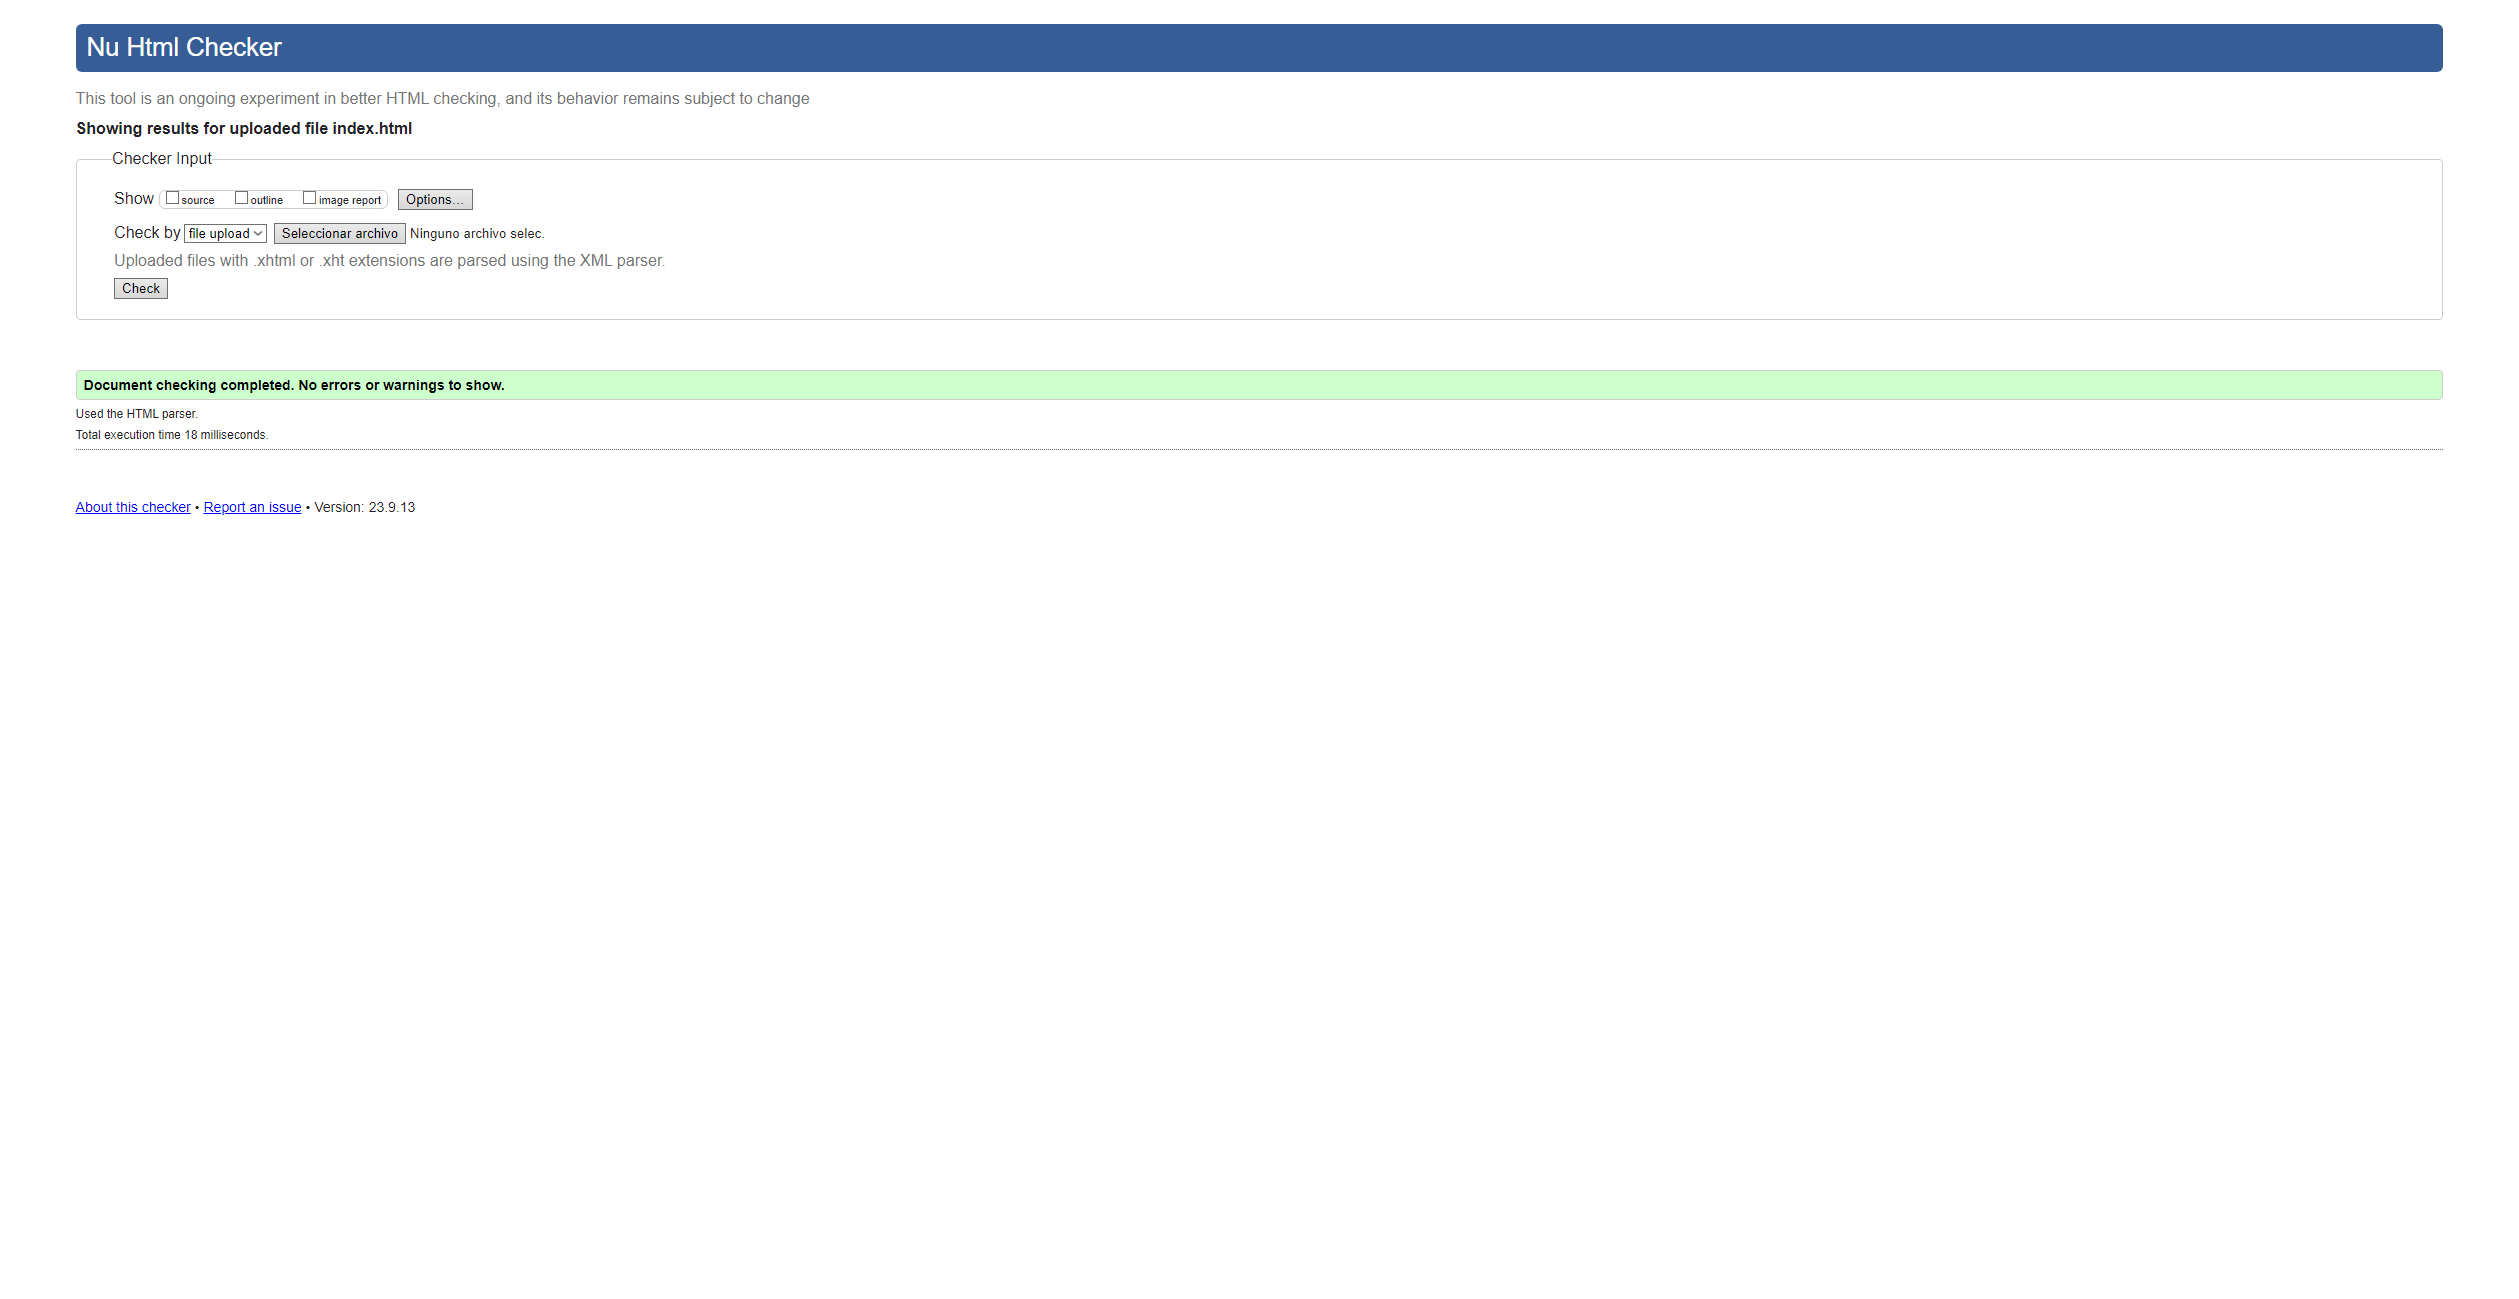 Nu Html Checker
This tool is an ongoing experiment in better HTML checking, and its behavior remains subject to change
Showing results for uploaded file index.html
Checker Input
Show source outline image report Options...
Check by file upload Seleccionar archivo Ninguno archivo selec.
Uploaded files with .xhtml or .xht extensions are parsed using the XML parser.
Check
Document checking completed. No errors or warnings to show.
Used the HTML parser.
Total execution time 18 milliseconds.
About this checker • Report an issue • Version: 23.9.13